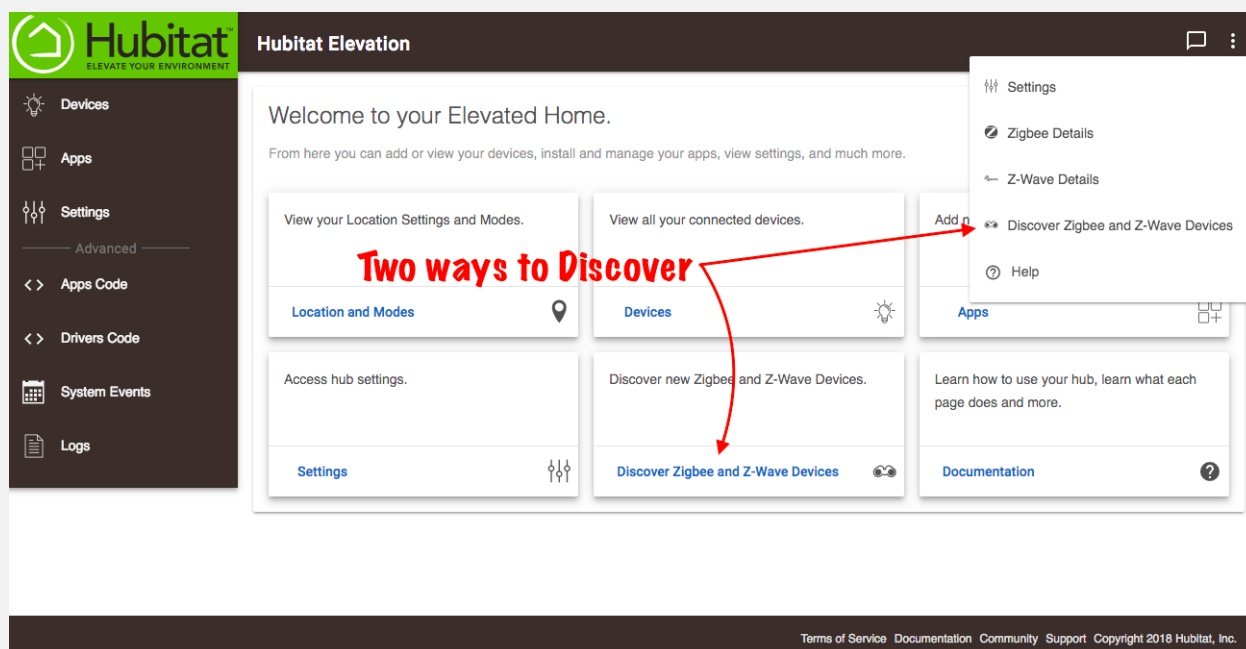 Hubitat™
ELEVATE YOUR ENVIRONMENT
Hubitat Elevation
Devices
Apps
Settings
Advanced
Apps Code
Drivers Code
System Events
Logs
Welcome to your Elevated Home.
From here you can add or view your devices, install and manage your apps, view settings, and much more.
View your Location Settings and Modes.
Location and Modes
View all your connected devices.
Devices
Add n
Apps
Two ways to Discover
Access hub settings.
Settings
Discover new Zigbee and Z-Wave Devices.
Discover Zigbee and Z-Wave Devices
Learn how to use your hub, learn what each
page does and more.
Documentation
Settings
Zigbee Details
Z-Wave Details
Discover Zigbee and Z-Wave Devices
Help
Terms of Service Documentation Community Support Copyright 2018 Hubitat, Inc.